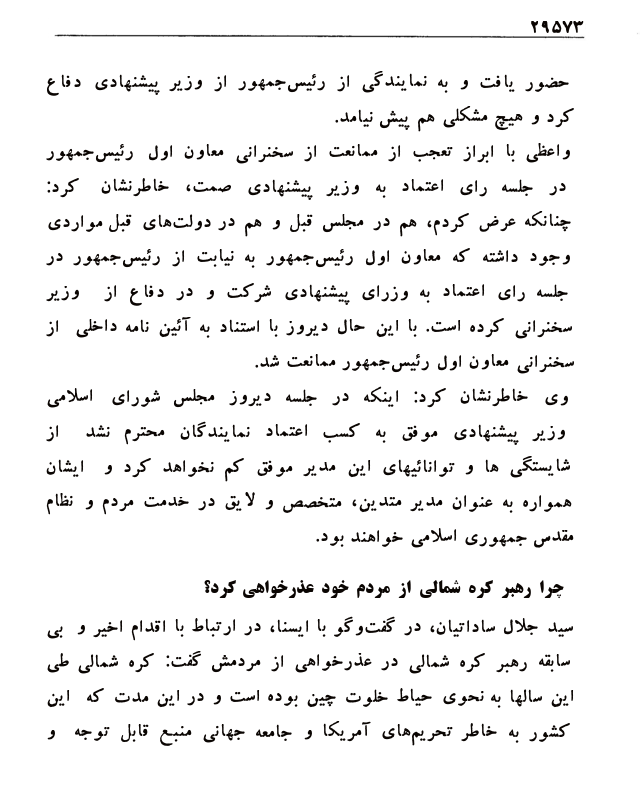 ۲۹۵۷۳
حضور یافت و به نمایندگی از رئیس‌جمهور از وزیر پیشنهادی دفاع
کرد و هیچ مشکلی هم پیش نیامد.
واعظی با ابراز تعجب از ممانعت از سخنرانی معاون اول رئیس‌جمهور
در جلسه رای اعتماد به وزیر پیشنهادی صمت، خاطرنشان کرد:
چنانکه عرض کردم، هم در مجلس قبل و هم در دولت‌های قبل مواردی
وجود داشته که معاون اول رئیس‌جمهور به نیابت از رئیس‌جمهور در
جلسه رای اعتماد به وزرای پیشنهادی شرکت و در دفاع از وزیر
سخنرانی کرده است. با این حال دیروز با استناد به آئین نامه داخلی از
سخنرانی معاون اول رئیس‌جمهور ممانعت شد.
وی خاطرنشان کرد: اینکه در جلسه دیروز مجلس شورای اسلامی
وزیر پیشنهادی موفق به کسب اعتماد نمایندگان محترم نشد از
شایستگی ها و توانائیهای این مدیر موفق کم نخواهد کرد و ایشان
همواره به عنوان مدیر متدین، متخصص و لایق در خدمت مردم و نظام
مقدس جمهوری اسلامی خواهند بود.
چرا رهبر کره شمالی از مردم خود عذرخواهی کرد؟
سید جلال ساداتیان، در گفت‌وگو با ایسنا، در ارتباط با اقدام اخیر و بی
سابقه رهبر کره شمالی در عذرخواهی از مردمش گفت: کره شمالی طی
این سالها به نحوی حیاط خلوت چین بوده است و در این مدت که این
کشور به خاطر تحریم‌های آمریکا و جامعه جهانی منبع قابل توجه و